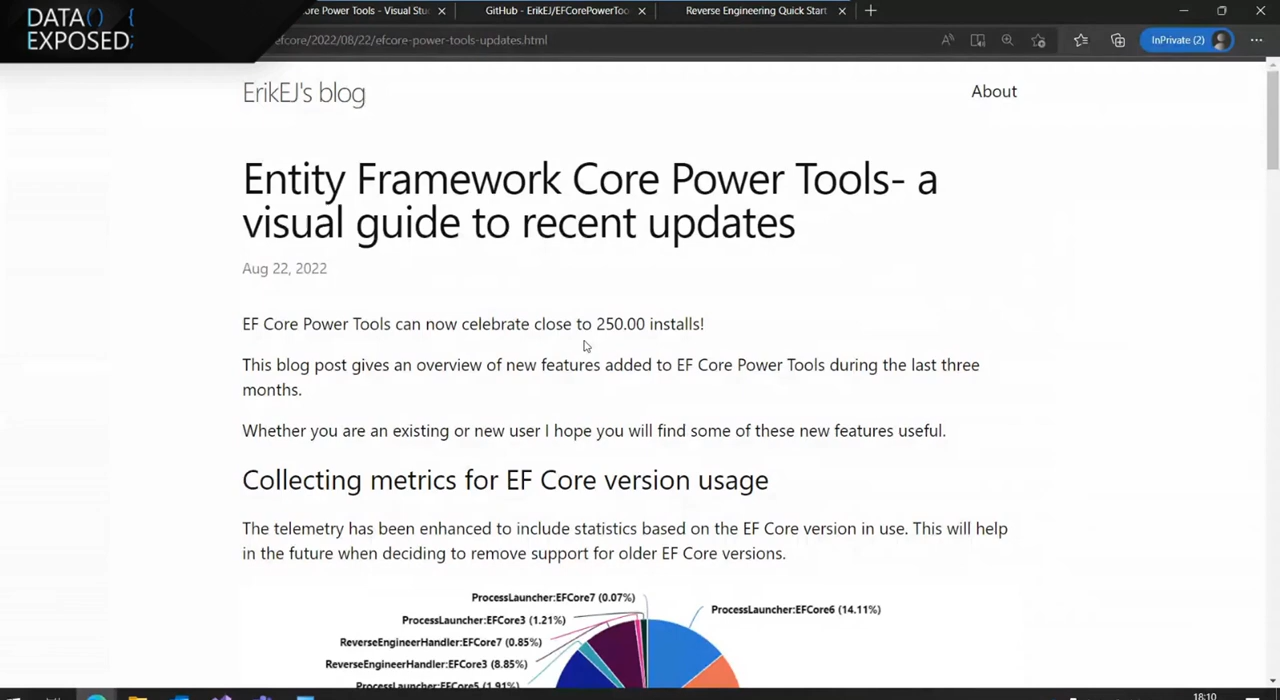 DATA() {
EXPOSED;
ore Power Tools - Visual Stu
GitHub - ErikEJ/EFCorePowerToo
Reverse Engineering Quick Start
efcore/2022/08/22/efcore-power-tools-updates.html
InPrivate (2)
ErikEJ's blog
About
Entity Framework Core Power Tools- a
visual guide to recent updates
Aug 22, 2022
EF Core Power Tools can now celebrate close to 250.00 installs!
This blog post gives an overview of new features added to EF Core Power Tools during the last three
months.
Whether you are an existing or new user I hope you will find some of these new features useful.
Collecting metrics for EF Core version usage
The telemetry has been enhanced to include statistics based on the EF Core version in use. This will help
in the future when deciding to remove support for older EF Core versions.
ProcessLauncher:EFCore7 (0.07%)
ProcessLauncher:EFCore6 (14.11%)
ProcessLauncher:EFCore3 (1.21%)
ReverseEngineerHandler:EFCore7 (0.85%)
ReverseEngineerHandler:EFCore3 (8.85%)
ProcessLauncher:EFCore5 (1.91%)
18:10